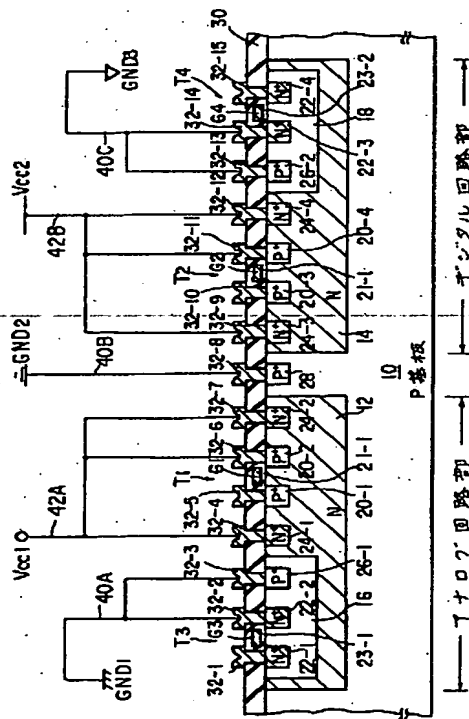 GND1
Vcc1
GND2
Vcc2
GND3
40A
42A
40B
42B
40C
32-1
T3
G3
32-2
32-3
32-4
32-5
T1
G1
32-6
32-7
32-8
32-9
32-10
T2
G2
32-11
32-12
32-13
32-14
G4
T4
32-15
30
N+
N+
P+
N+
P+
P+
N+
N+
P+
P+
N+
P+
N+
N+
22-1
23-1
22-2
16
26-1
24-1
20-1
21-1
20-2
24-2
N
12
28
24-3
20-3
21-1
20-4
24-4
26-2
22-3
22-4
23-2
18
N
14
10
P基板
アナログ回路部
デジタル回路部